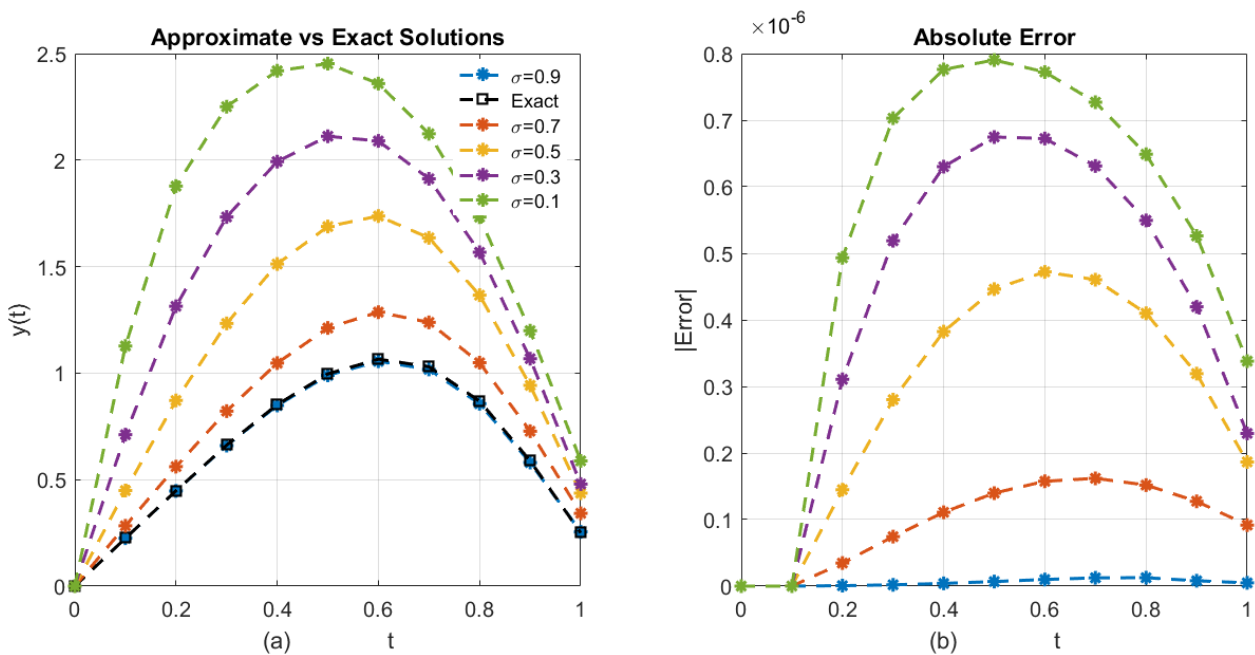 Approximate vs Exact Solutions
2.5
2
1.5
1
0.5
0
y(t)
σ=0.9
Exact
σ=0.7
σ=0.5
σ=0.3
σ=0.1
0 0.2 0.4 0.6 0.8 1
(a) t
×10⁻⁶
Absolute Error
0.8
0.7
0.6
0.5
0.4
0.3
0.2
0.1
0
|Error|
0 0.2 0.4 0.6 0.8 1
(b) t